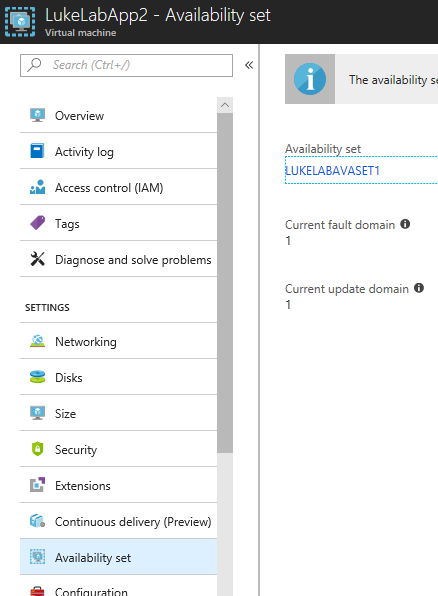 LukeLabApp2 - Availability set
Virtual machine
Search (Ctrl+/)
«
Overview
Activity log
Access control (IAM)
Tags
Diagnose and solve problems
SETTINGS
Networking
Disks
Size
Security
Extensions
Continuous delivery (Preview)
Availability set
Configuration
The availability se
Availability set
LUKELABAVASET1
Current fault domain
1
Current update domain
1